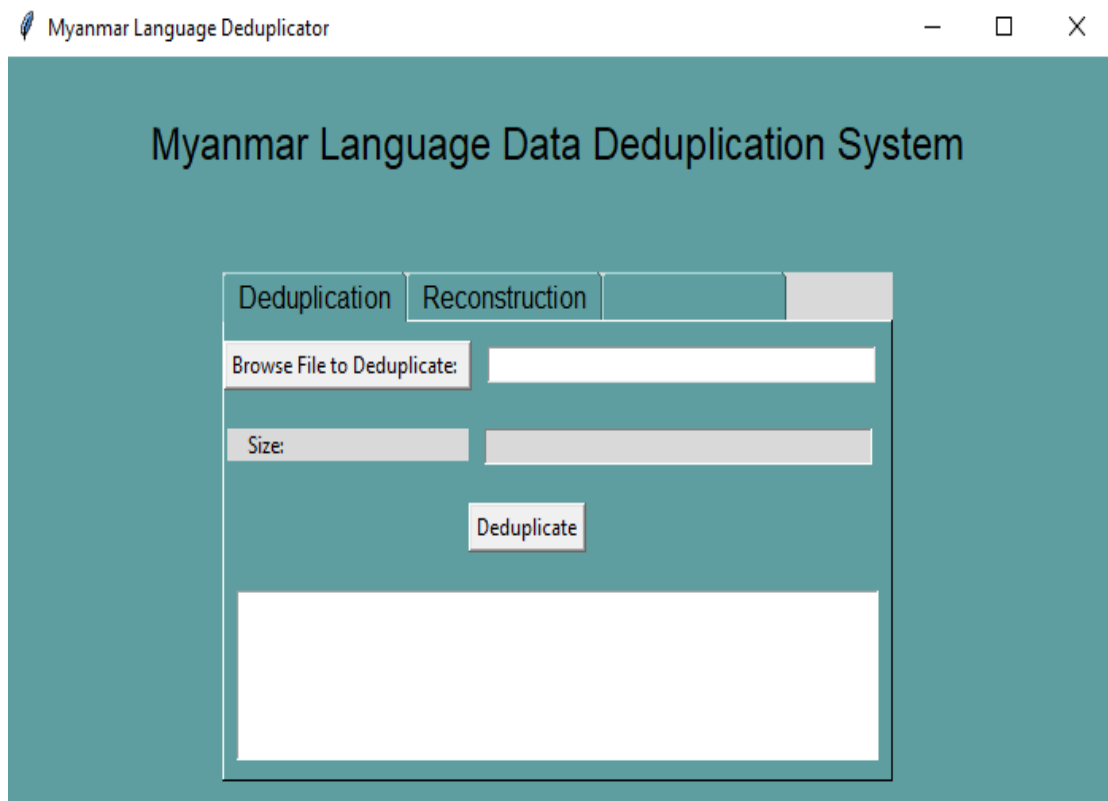 Myanmar Language Deduplicator
Myanmar Language Data Deduplication System
Deduplication Reconstruction
Browse File to Deduplicate:
Size:
Deduplicate